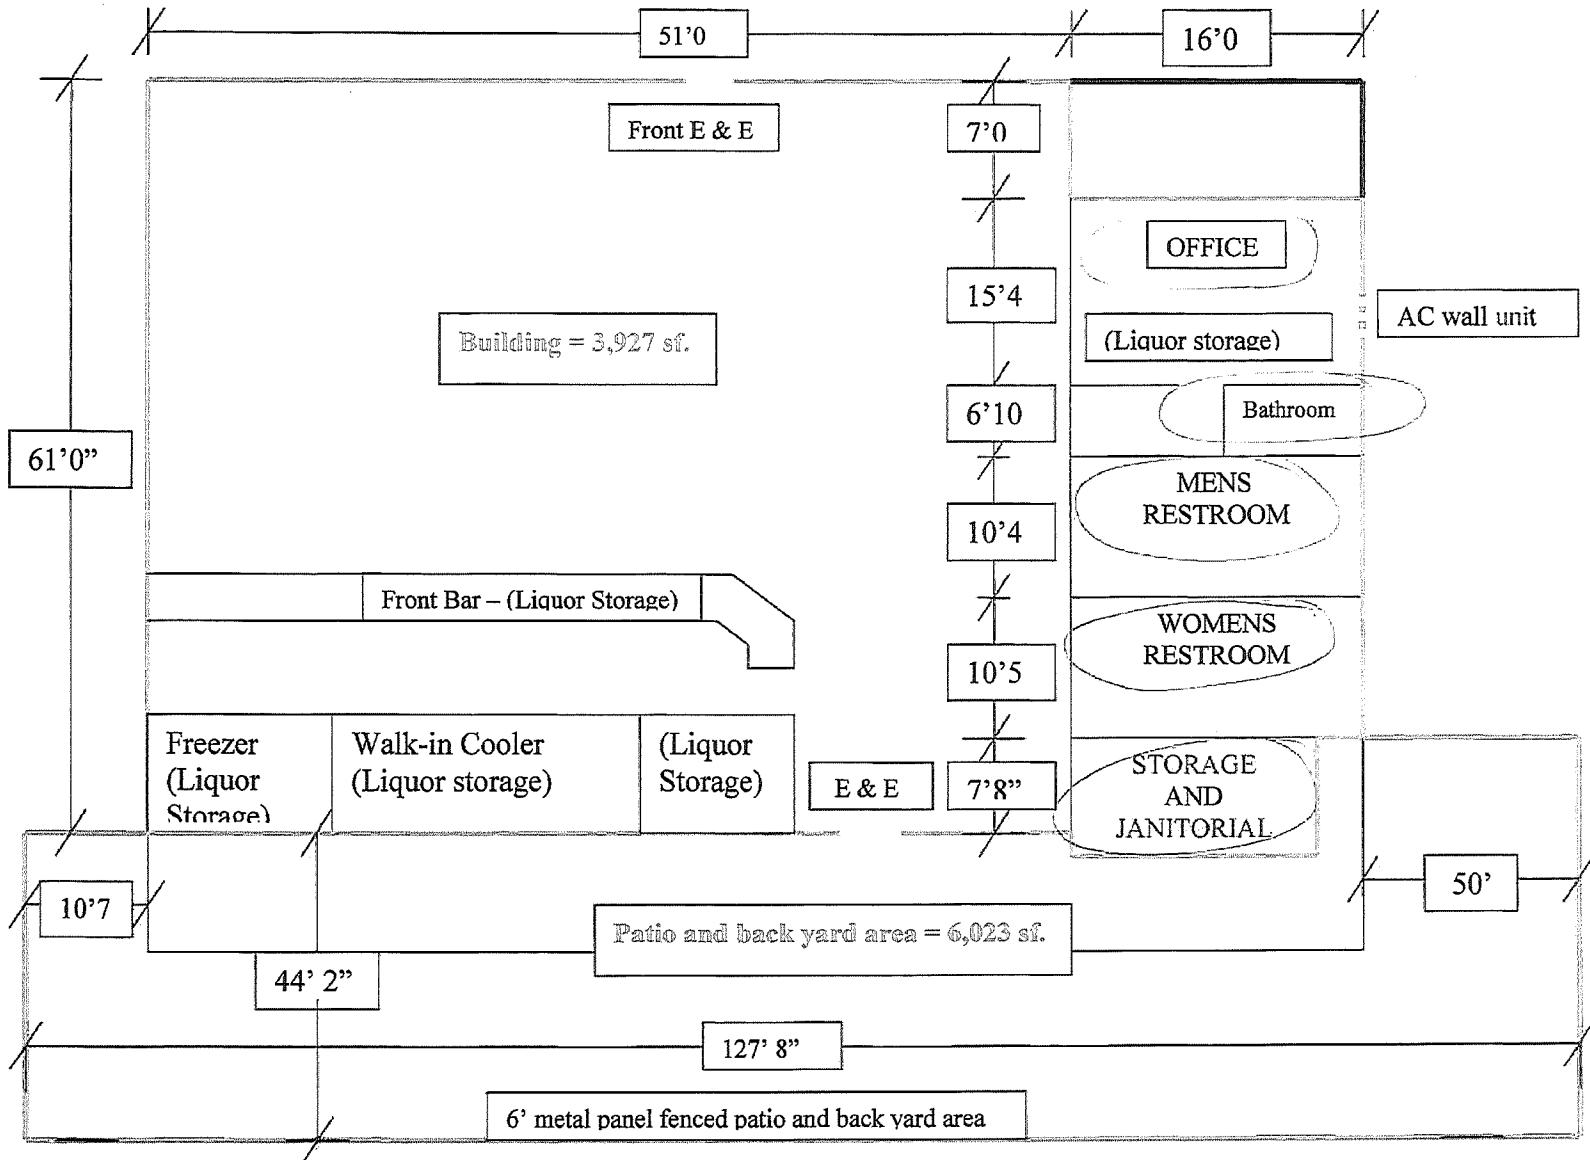 51’0
16’0
Front E & E
7’0
OFFICE
15’4
(Liquor storage)
AC wall unit
Building = 3,927 sf.
6’10
Bathroom
61’0”
MENS
RESTROOM
10’4
Front Bar – (Liquor Storage)
WOMENS
RESTROOM
10’5
Freezer
(Liquor
Storage)
Walk-in Cooler
(Liquor storage)
(Liquor
Storage)
E & E
7’8”
STORAGE
AND
JANITORIAL
10’7
50’
Patio and back yard area = 6,023 sf.
44’ 2”
127’ 8”
6’ metal panel fenced patio and back yard area